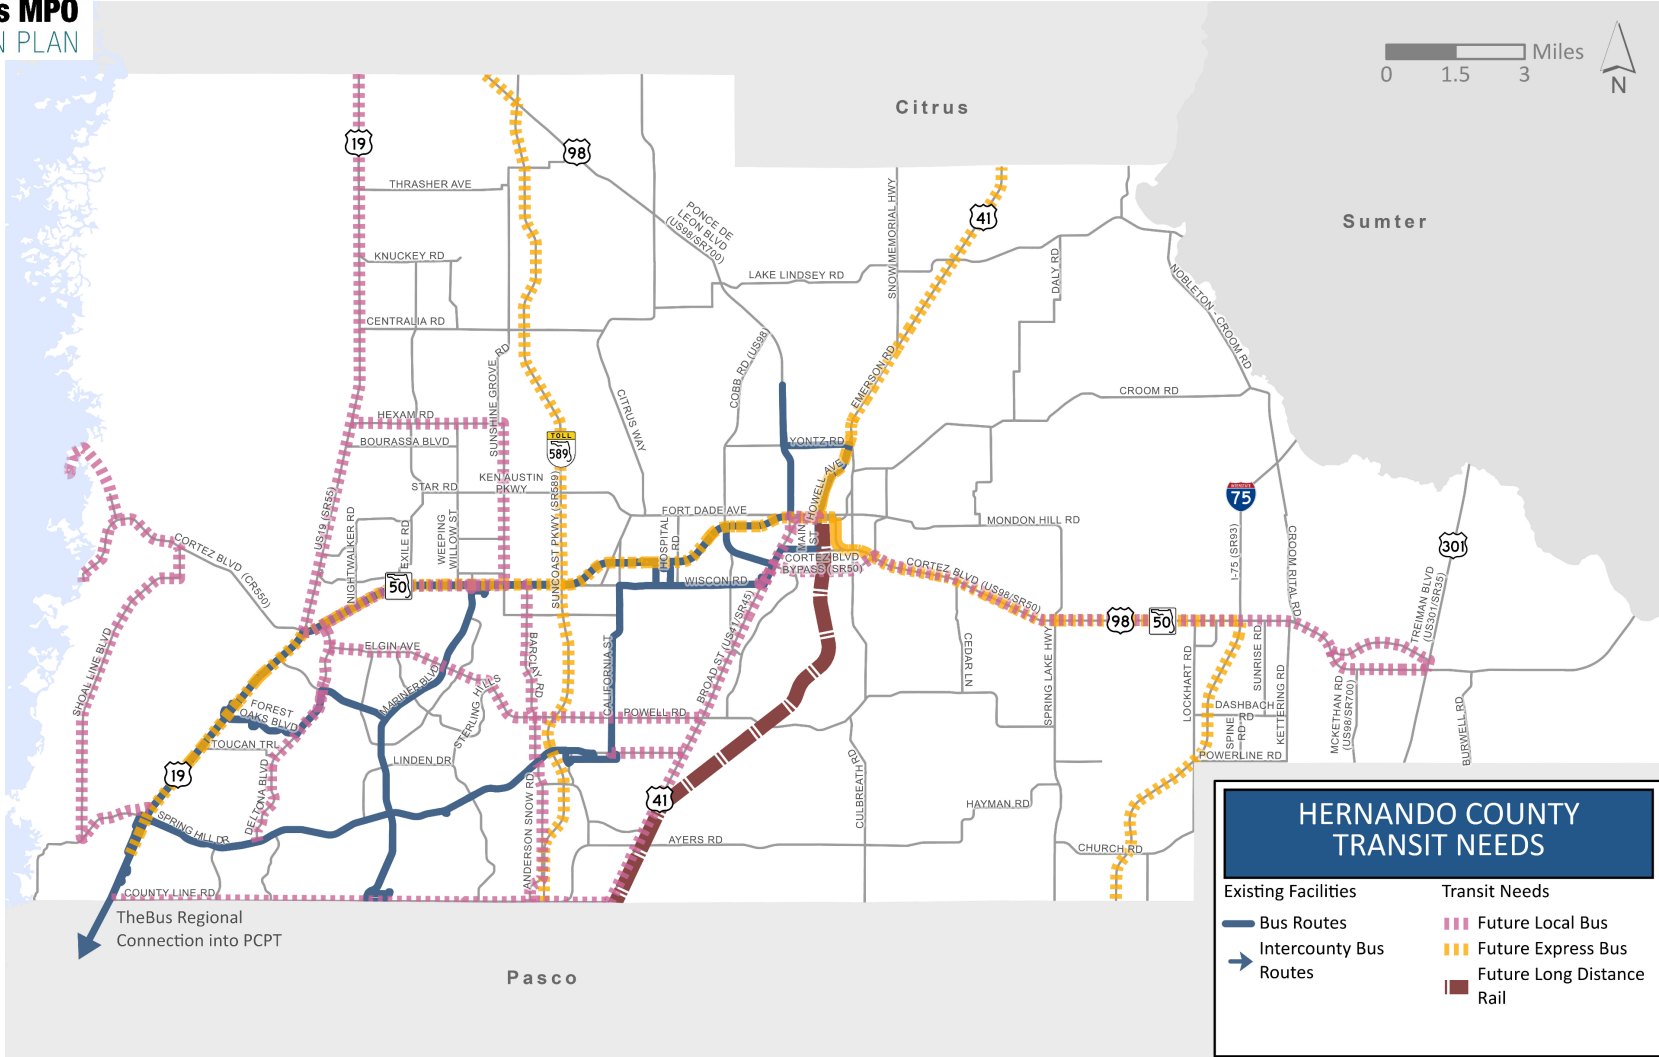 s MPO
N PLAN
Citrus
Sumter
Pasco
Miles
0 1.5 3
N
19
98
THRASHER AVE
PONCE DE
LEON BLVD
(US98/SR700)
KNUCKEY RD
LAKE LINDSEY RD
SNOW MEMORIAL HWY
41
DALY RD
NOBLETON - CROOM RD
CENTRALIA RD
SUNSHINE GROVE RD
COBB RD (US98)
EMERSON RD
CITRUS WAY
CROOM RD
HEXAM RD
BOURASSA BLVD
TOLL
589
YONTZ RD
KEN AUSTIN
PKWY
STAR RD
HOWELL AVE
FORT DADE AVE
MONDON HILL RD
INTERSTATE
75
US19 (SR55)
NIGHTWALKER RD
EXILE RD
WEEPING
WILLOW ST
SUNCOAST PKWY (SR589)
HOSPITAL
RD
MAIN
ST
CORTEZ BLVD
BYPASS (SR50)
I-75 (SR93)
CROOM RITAL RD
301
CORTEZ BLVD (CR550)
50
WISCON RD
CORTEZ BLVD (US98/SR50)
98
50
TREIMAN BLVD
(US301/SR35)
SHOAL LINE BLVD
ELGIN AVE
BARCLAY RD
CALIFORNIA ST
BROAD ST (US41/SR45)
CEDAR LN
SPRING LAKE HWY
LOCKHART RD
SUNRISE RD
KETTERING RD
MCKETHAN RD
(US98/SR700)
BURWELL RD
MARINER BLVD
STERLING HILLS
FOREST
OAKS BLVD
POWELL RD
DASHBACH
RD
SPINE
RD
TOUCAN TRL
LINDEN DR
POWERLINE RD
19
DELTONA BLVD
ANDERSON SNOW RD
41
CULBREATH RD
HAYMAN RD
SPRING HILL DR
AYERS RD
CHURCH RD
COUNTY LINE RD
TheBus Regional
Connection into PCPT
HERNANDO COUNTY
TRANSIT NEEDS
Existing Facilities
Bus Routes
Intercounty Bus
Routes
Transit Needs
Future Local Bus
Future Express Bus
Future Long Distance
Rail